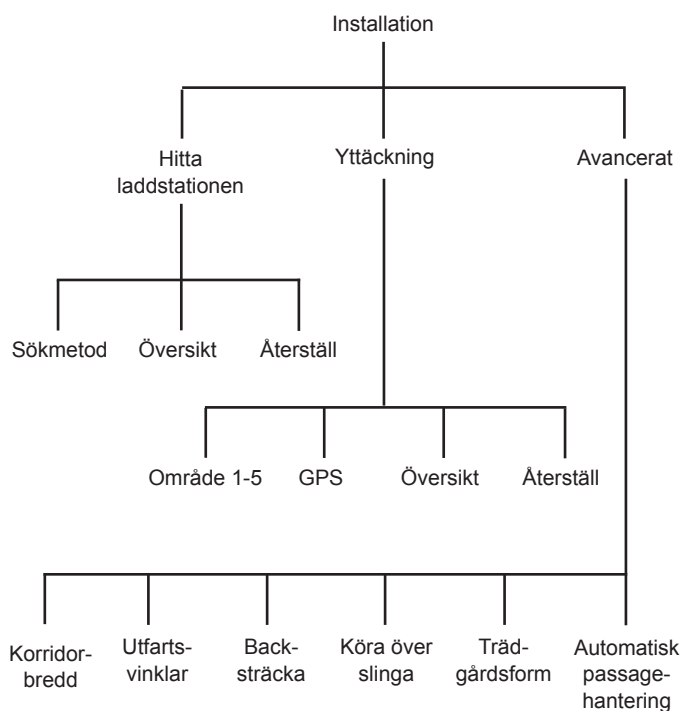 Installation
Hitta
laddstationen
Yttäckning
Avancerat
Sökmetod
Översikt
Återställ
Område 1-5
GPS
Översikt
Återställ
Korridor-
bredd
Utfarts-
vinklar
Back-
sträcka
Köra över
slinga
Träd-
gårdsform
Automatisk
passage-
hantering